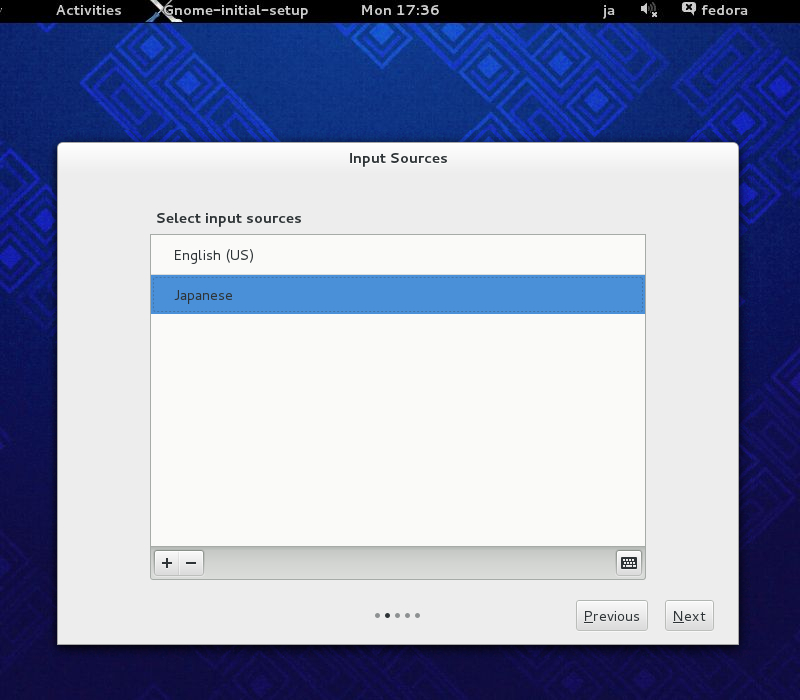 Activities Gnome-initial-setup Mon 17:36 ja fedora
Input Sources
Select input sources
English (US)
Japanese
Previous Next